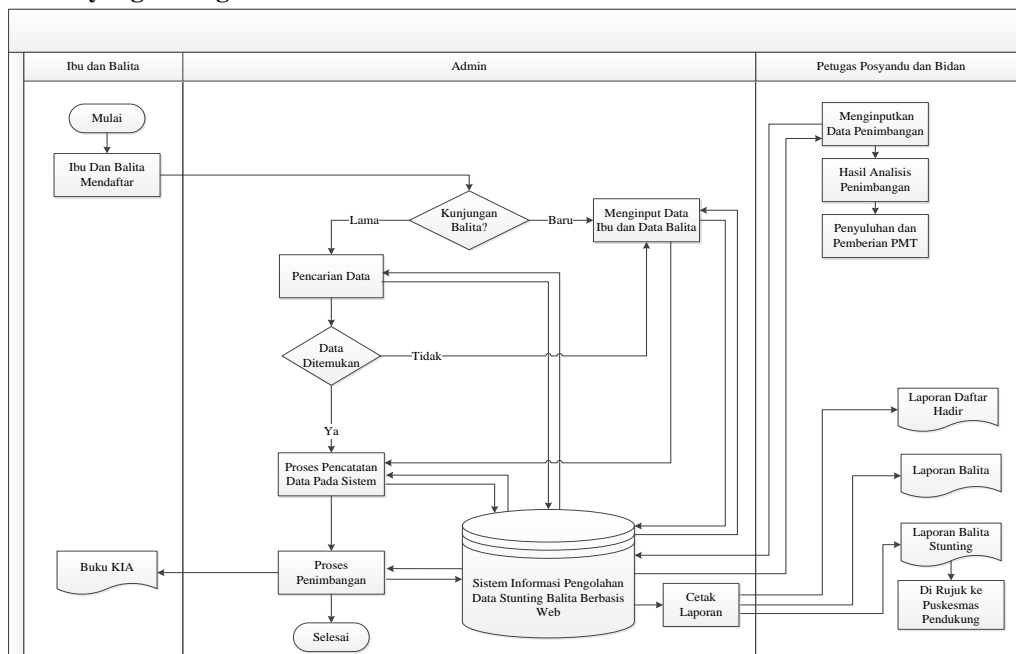 Ibu dan Balita
Admin
Petugas Posyandu dan Bidan
Mulai
Ibu Dan Balita
Mendaftar
Kunjungan
Balita?
Lama
Baru
Menginput Data
Ibu dan Data Balita
Pencarian Data
Data
Ditemukan
Tidak
Ya
Proses Pencatatan
Data Pada Sistem
Buku KIA
Proses
Penimbangan
Selesai
Sistem Informasi Pengolahan
Data Stunting Balita Berbasis
Web
Cetak
Laporan
Menginputkan
Data Penimbangan
Hasil Analisis
Penimbangan
Penyuluhan dan
Pemberian PMT
Laporan Daftar
Hadir
Laporan Balita
Laporan Balita
Stunting
Di Rujuk ke
Puskesmas
Pendukung